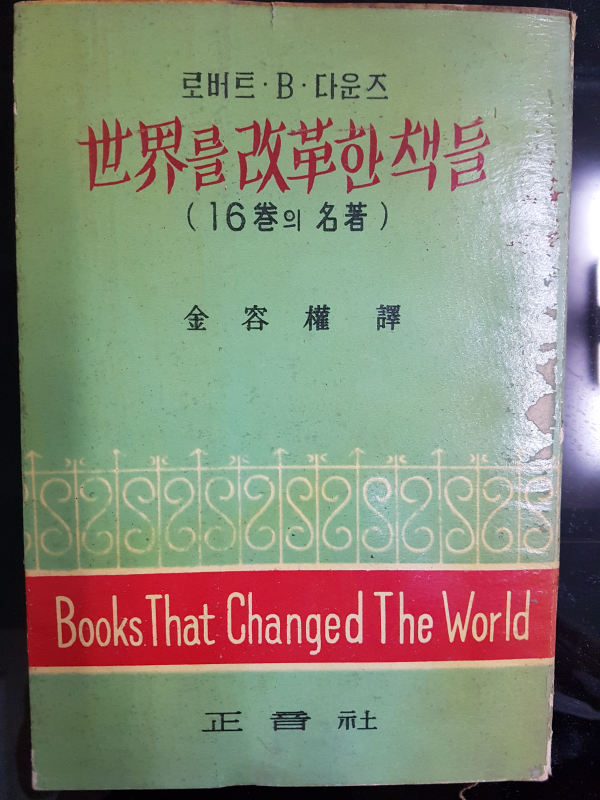 로버트·B·다운즈
世界를 改革한 책들
(16巻의 名著)
金容權 譯
Books That Changed The World
正音社